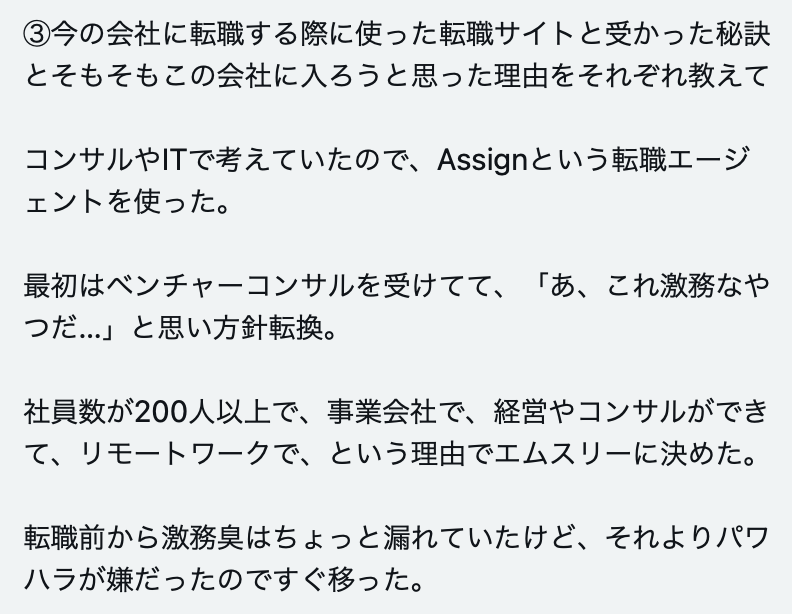 ③今の会社に転職する際に使った転職サイトと受かった秘訣
とそもそもこの会社に入ろうと思った理由をそれぞれ教えて
コンサルやITで考えていたので、Assignという転職エージ
ェントを使った。
最初はベンチャーコンサルを受けてて、「あ、これ激務なや
つだ...」と思い方針転換。
社員数が200人以上で、事業会社で、経営やコンサルができ
て、リモートワークで、という理由でエムスリーに決めた。
転職前から激務臭はちょっと漏れていたけど、それよりパワ
ハラが嫌だったのですぐ移った。